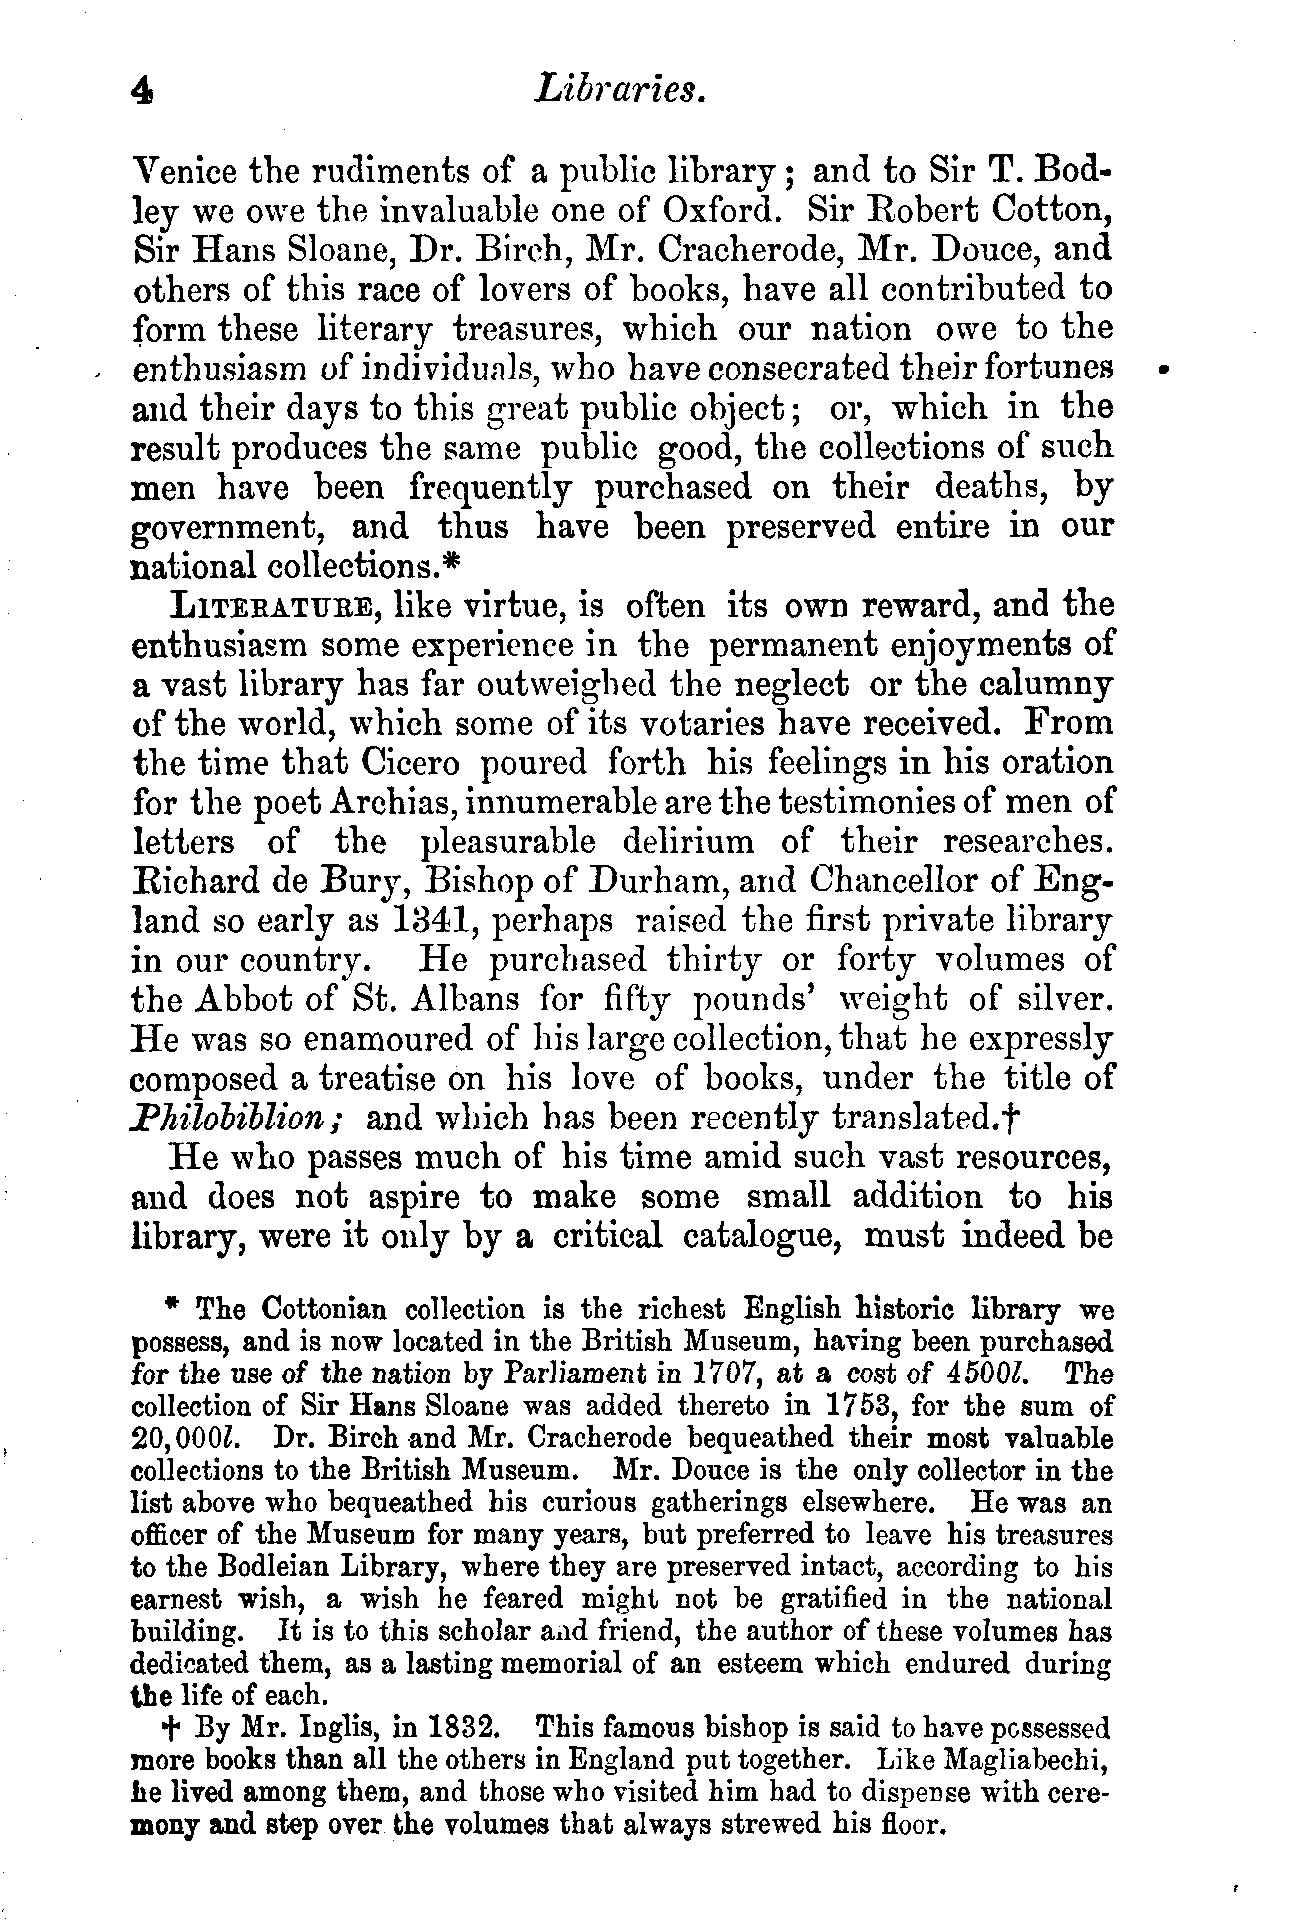 4 Libraries.
Venice the rudiments of a public library; and to Sir T. Bod-
ley we owe the invaluable one of Oxford. Sir Robert Cotton,
Sir Hans Sloane, Dr. Birch, Mr. Cracherode, Mr. Douce, and
others of this race of lovers of books, have all contributed to
form these literary treasures, which our nation owe to the
enthusiasm of individuals, who have consecrated their fortunes
and their days to this great public object; or, which in the
result produces the same public good, the collections of such
men have been frequently purchased on their deaths, by
government, and thus have been preserved entire in our
national collections.*
LITERATURE, like virtue, is often its own reward, and the
enthusiasm some experience in the permanent enjoyments of
a vast library has far outweighed the neglect or the calumny
of the world, which some of its votaries have received. From
the time that Cicero poured forth his feelings in his oration
for the poet Archias, innumerable are the testimonies of men of
letters of the pleasurable delirium of their researches.
Richard de Bury, Bishop of Durham, and Chancellor of Eng-
land so early as 1341, perhaps raised the first private library
in our country. He purchased thirty or forty volumes of
the Abbot of St. Albans for fifty pounds' weight of silver.
He was so enamoured of his large collection, that he expressly
composed a treatise on his love of books, under the title of
Philobiblion; and which has been recently translated.†
He who passes much of his time amid such vast resources,
and does not aspire to make some small addition to his
library, were it only by a critical catalogue, must indeed be
* The Cottonian collection is the richest English historic library we
possess, and is now located in the British Museum, having been purchased
for the use of the nation by Parliament in 1707, at a cost of 4500l. The
collection of Sir Hans Sloane was added thereto in 1753, for the sum of
20,000l. Dr. Birch and Mr. Cracherode bequeathed their most valuable
collections to the British Museum. Mr. Douce is the only collector in the
list above who bequeathed his curious gatherings elsewhere. He was an
officer of the Museum for many years, but preferred to leave his treasures
to the Bodleian Library, where they are preserved intact, according to his
earnest wish, a wish he feared might not be gratified in the national
building. It is to this scholar and friend, the author of these volumes has
dedicated them, as a lasting memorial of an esteem which endured during
the life of each.
† By Mr. Inglis, in 1832. This famous bishop is said to have possessed
more books than all the others in England put together. Like Magliabechi,
he lived among them, and those who visited him had to dispense with cere-
mony and step over the volumes that always strewed his floor.